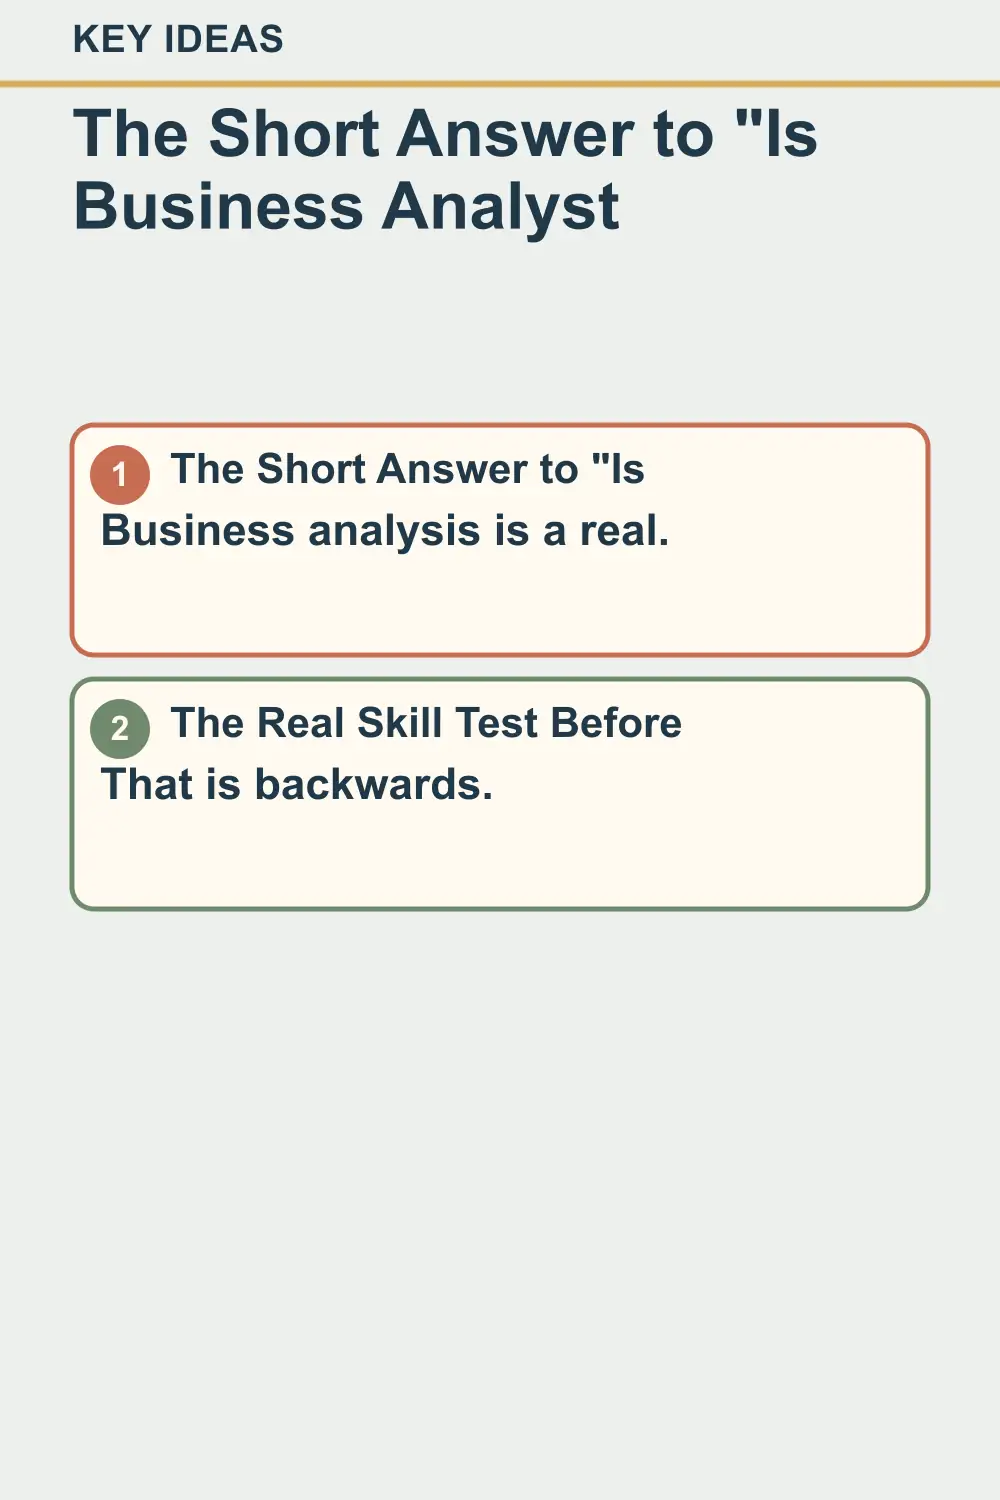 KEY IDEAS
The Short Answer to "Is
Business Analyst
1 The Short Answer to "Is
Business analysis is a real.
2 The Real Skill Test Before
That is backwards.